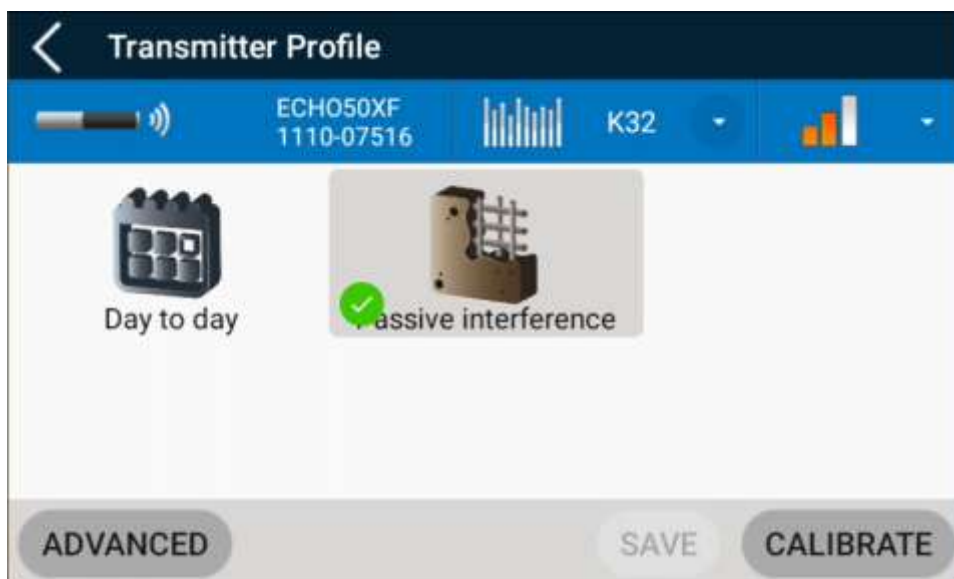 Transmitter Profile
ECHO50XF
1110-07516
K32
Day to day
Passive interference
ADVANCED
SAVE
CALIBRATE